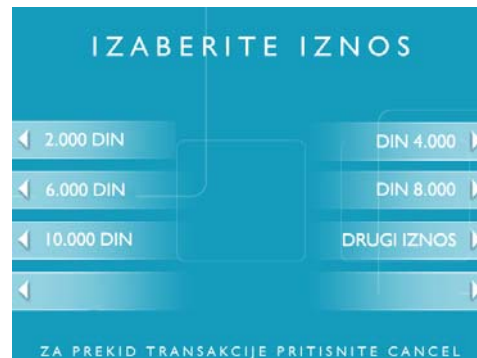 IZABERITE IZNOS
2.000 DIN
DIN 4.000
6.000 DIN
DIN 8.000
10.000 DIN
DRUGI IZNOS
ZA PREKID TRANSAKCIJE PRITISNITE CANCEL